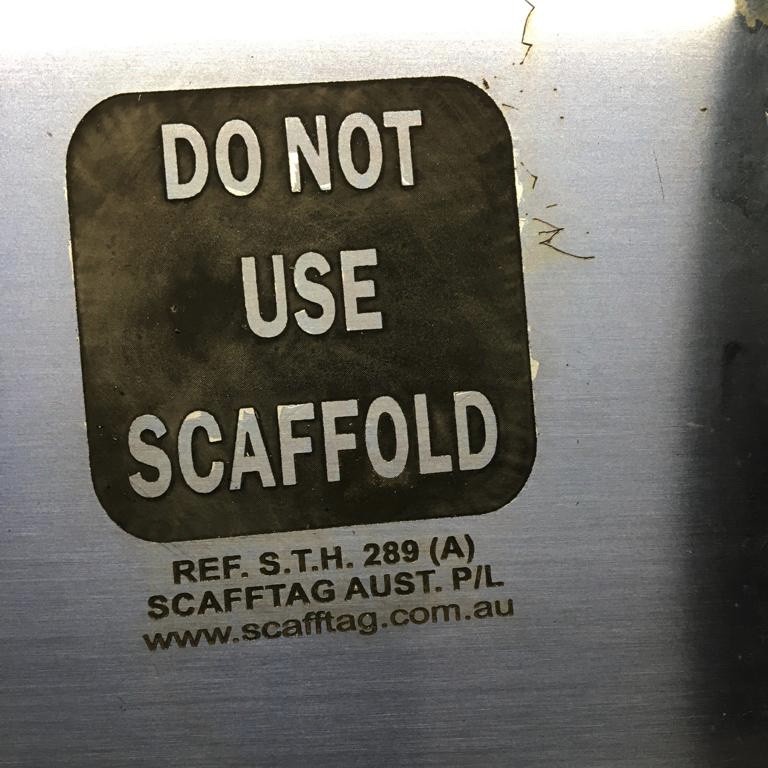 DO NOT
USE
SCAFFOLD
REF. S.T.H. 289 (A)
SCAFFTAG AUST. P/L
www.scafftag.com.au